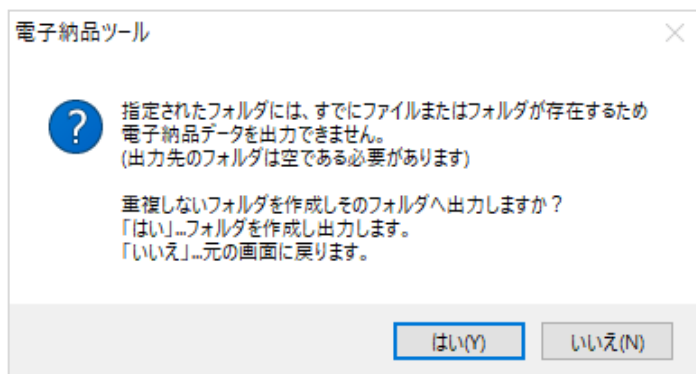 電子納品ツール
指定されたフォルダには、すでにファイルまたはフォルダが存在するため
電子納品データを出力できません。
(出力先のフォルダは空である必要があります)
重複しないフォルダを作成しそのフォルダへ出力しますか？
「はい」...フォルダを作成し出力します。
「いいえ」...元の画面に戻ります。
はい(Y)
いいえ(N)